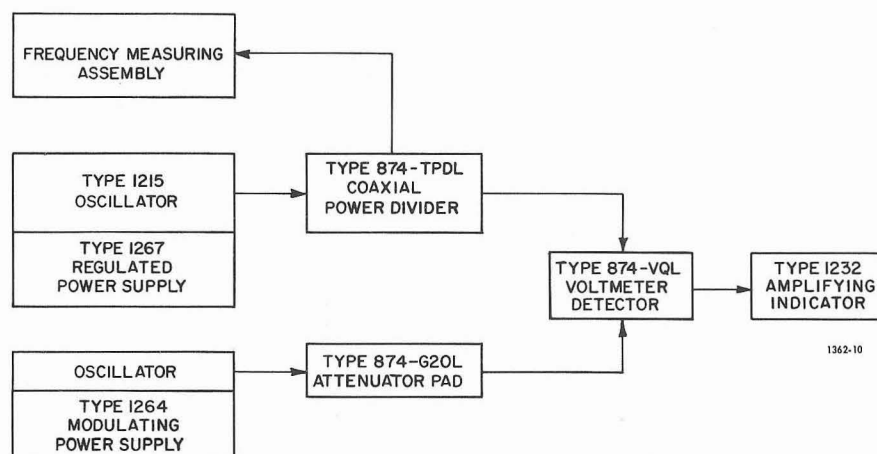 FREQUENCY MEASURING
ASSEMBLY
TYPE 1215
OSCILLATOR
TYPE 1267
REGULATED
POWER SUPPLY
TYPE 874-TPDL
COAXIAL
POWER DIVIDER
TYPE 874-VQL
VOLTMETER
DETECTOR
TYPE 1232
AMPLIFYING
INDICATOR
1362-10
OSCILLATOR
TYPE 1264
MODULATING
POWER SUPPLY
TYPE 874-G20L
ATTENUATOR PAD